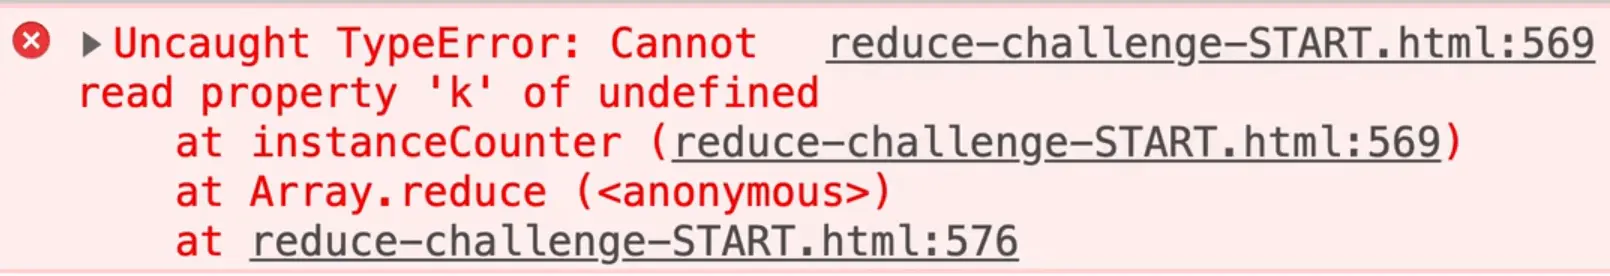 Uncaught TypeError: Cannot reduce-challenge-START.html:569
read property 'k' of undefined
at instanceCounter (reduce-challenge-START.html:569)
at Array.reduce (<anonymous>)
at reduce-challenge-START.html:576